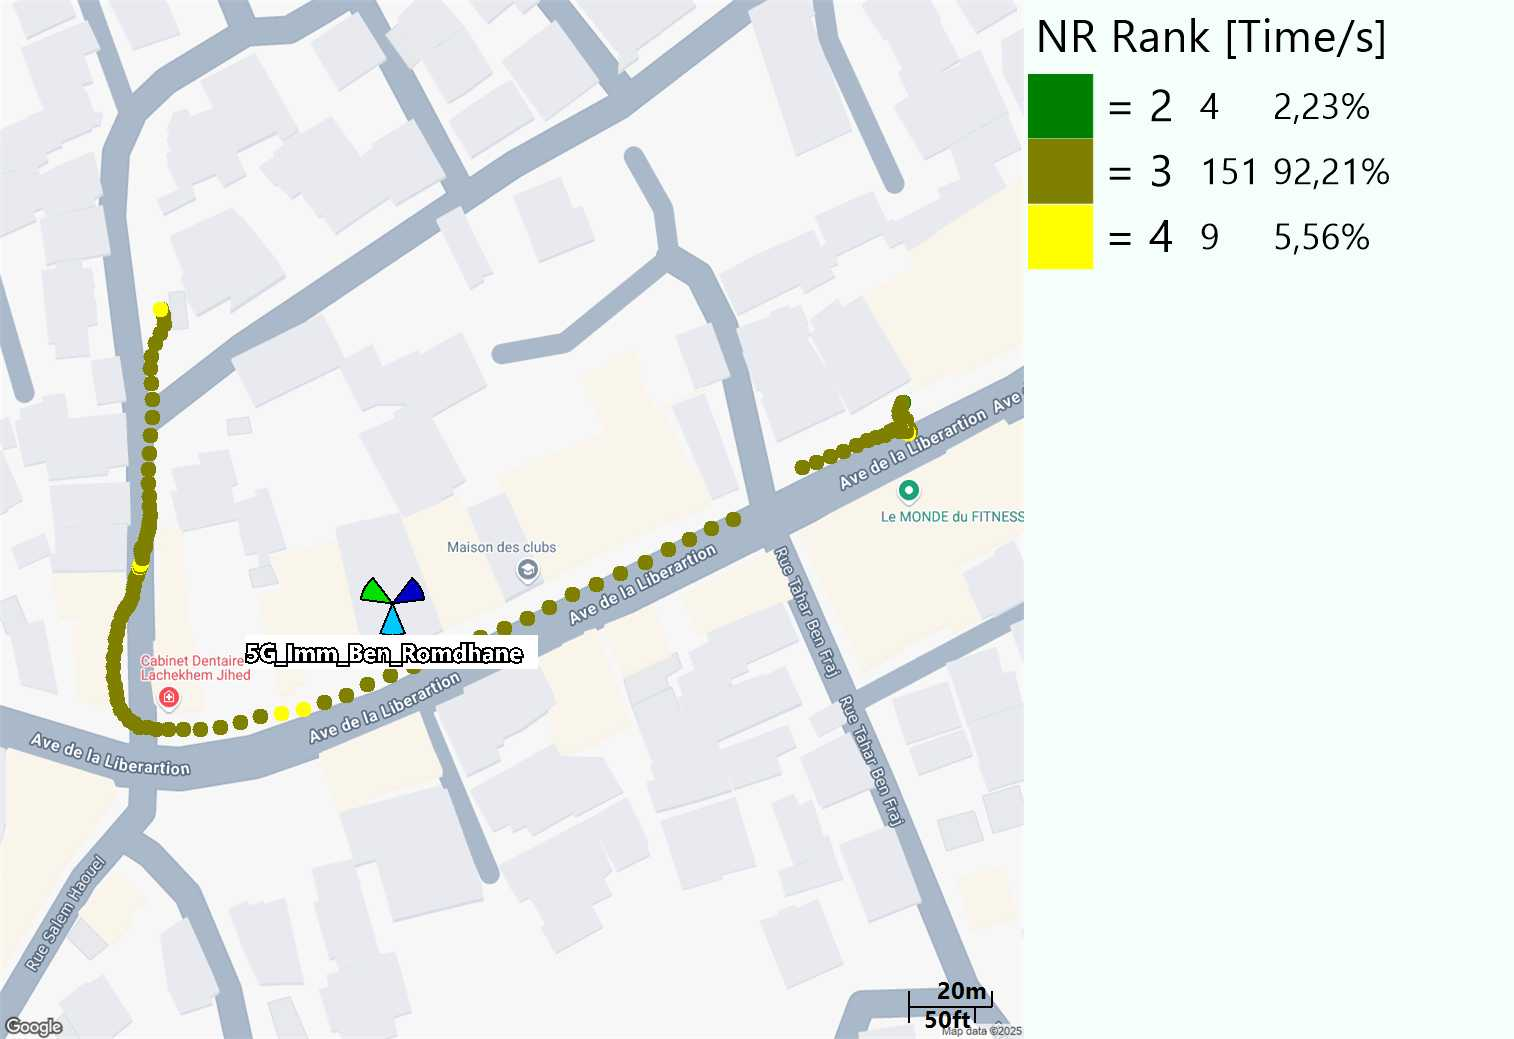 NR Rank [Time/s]
= 2 4 2,23%
= 3 151 92,21%
= 4 9 5,56%
Ave de la Liberartion
Ave
Le MONDE du FITNESS
Maison des clubs
Ave de la Liberartion
Rue Tahar Ben Fraj
5G_Imm_Ben_Romdhane
Cabinet Dentaire
Lachekhem Jihed
Ave de la Liberartion
Ave de la Liberartion
Rue Tahar Ben Fraj
Rue Salem Haouel
20m
50ft
Google
Map data ©2025